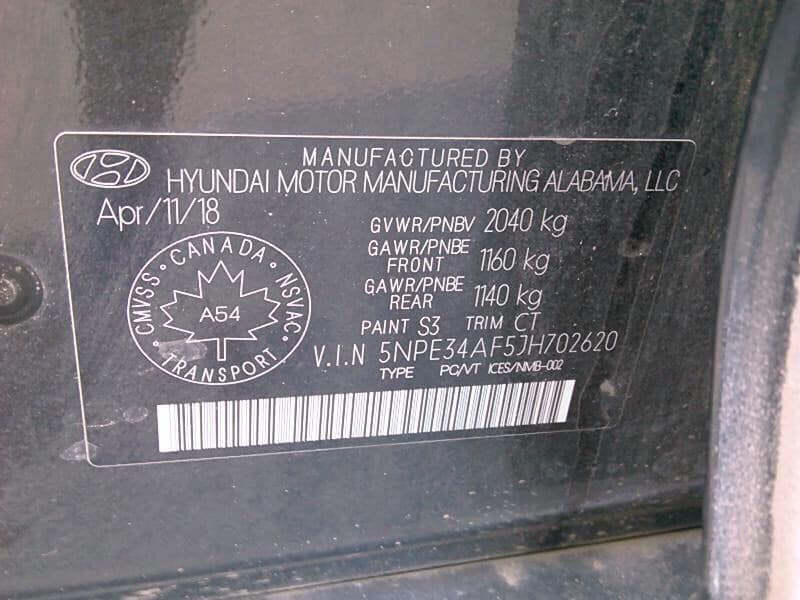 MANUFACTURED BY
HYUNDAI MOTOR MANUFACTURING ALABAMA, LLC
Apr/11/18
GVWR/PNBV 2040 kg
GAWR/PNBE FRONT 1160 kg
GAWR/PNBE REAR 1140 kg
PAINT S3 TRIM CT
CMVSS · CANADA · NSVAC · TRANSPORT ·
A54
V.I.N 5NPE34AF5JH702620
TYPE PC/VT ICES/NMB-002